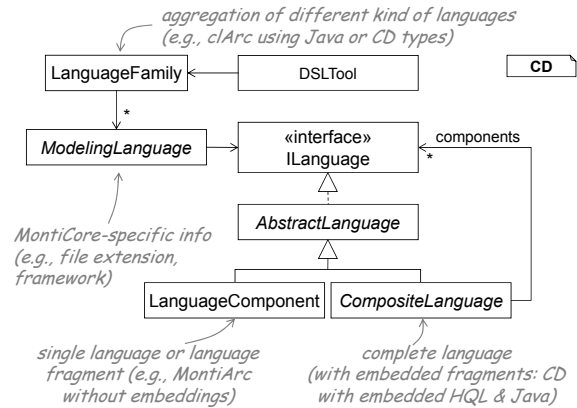 aggregation of different kind of languages
(e.g., clArc using Java or CD types)
LanguageFamily
DSLTool
CD
*
ModelingLanguage
«interface»
ILanguage
components
*
AbstractLanguage
MontiCore-specific info
(e.g., file extension,
framework)
LanguageComponent
CompositeLanguage
single language or language
fragment (e.g., MontiArc
without embeddings)
complete language
(with embedded fragments: CD
with embedded HQL & Java)